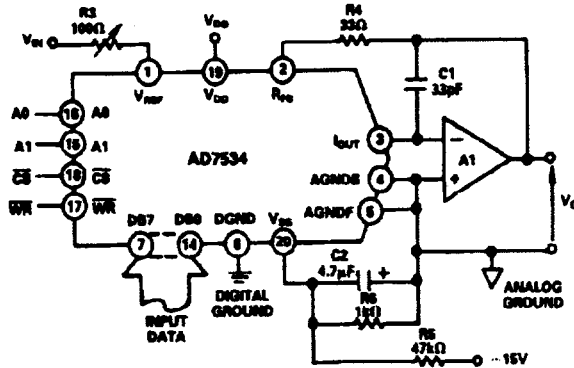 R3
100Ω
VIN
VDD
R4
33Ω
C1
33pF
1
19
2
VREF
VDD
RFB
A0
16
A0
A1
15
A1
CS
18
CS
WR
17
WR
AD7534
3
IOUT
4
AGNDS
5
AGNDF
−
A1
+
DB7
DB0
DGND
VSS
7
14
6
20
DIGITAL
GROUND
INPUT
DATA
C2
4.7µF
+
R6
1kΩ
R5
47kΩ
-15V
ANALOG
GROUND